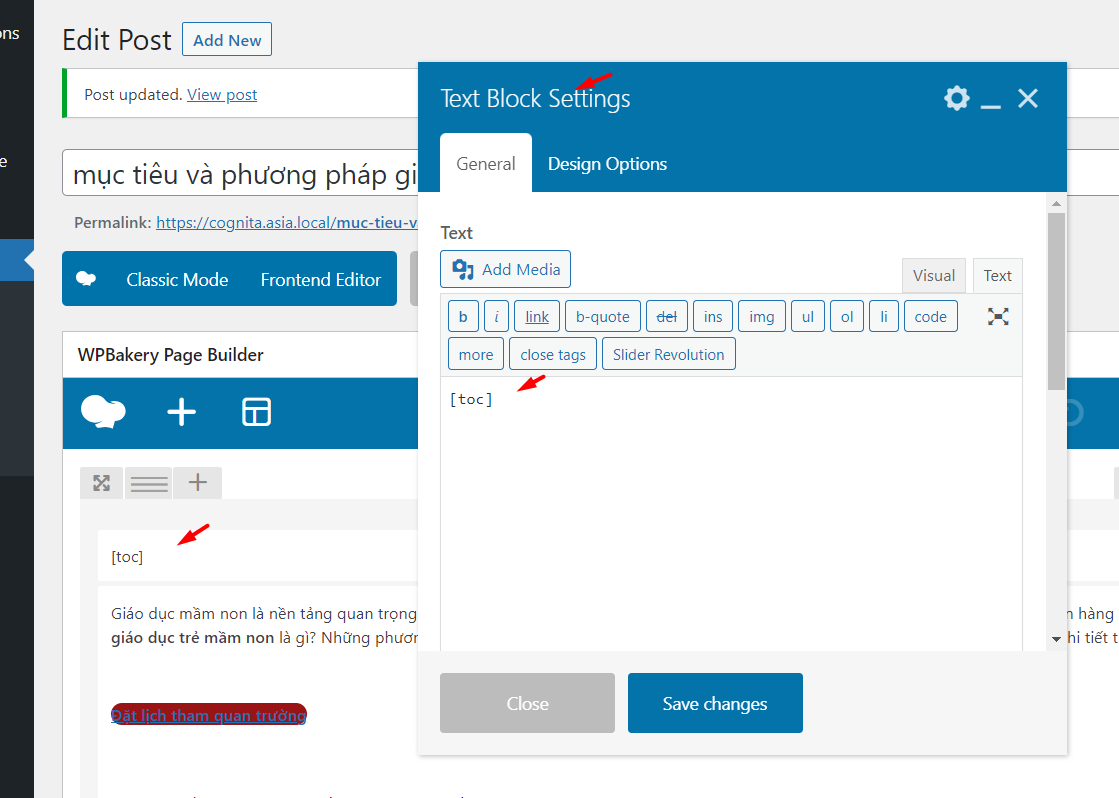 ons
Edit Post Add New
Post updated. View post
e
mục tiêu và phương pháp gi
Permalink: https://cognita.asia.local/muc-tieu-v
Classic Mode Frontend Editor
WPBakery Page Builder
[toc]
Giáo dục mầm non là nền tảng quan trọng
giáo dục trẻ mầm non là gì? Những phươn
Đặt lịch tham quan trường
Text Block Settings
General Design Options
Text
Add Media
Visual Text
b i link b-quote del ins img ul ol li code
more close tags Slider Revolution
[toc]
Close Save changes
n hàng
hi tiết t